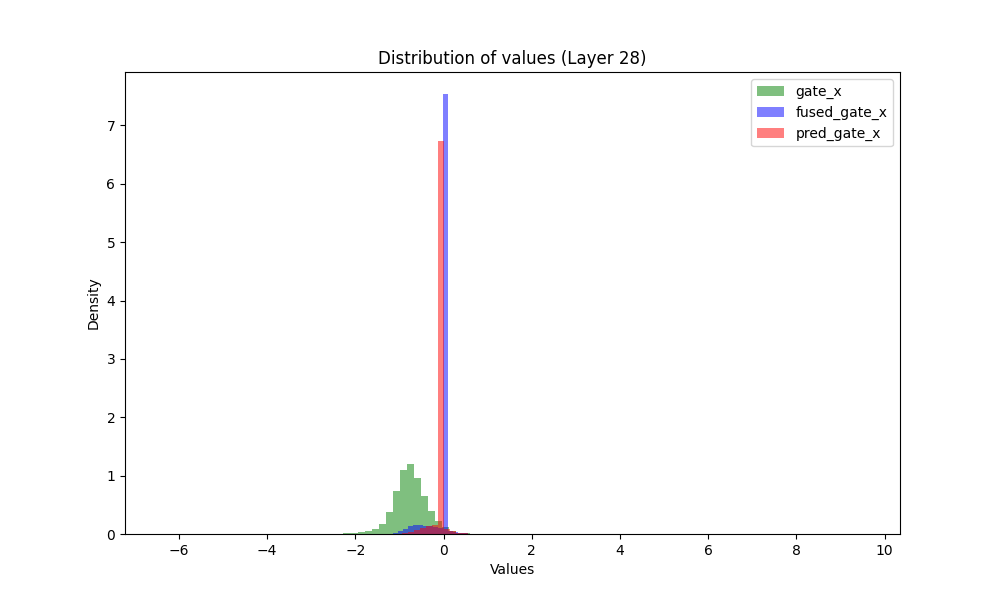 Distribution of values (Layer 28)
gate_x
fused_gate_x
pred_gate_x
Density
7
6
5
4
3
2
1
0
−6
−4
−2
0
2
4
6
8
10
Values